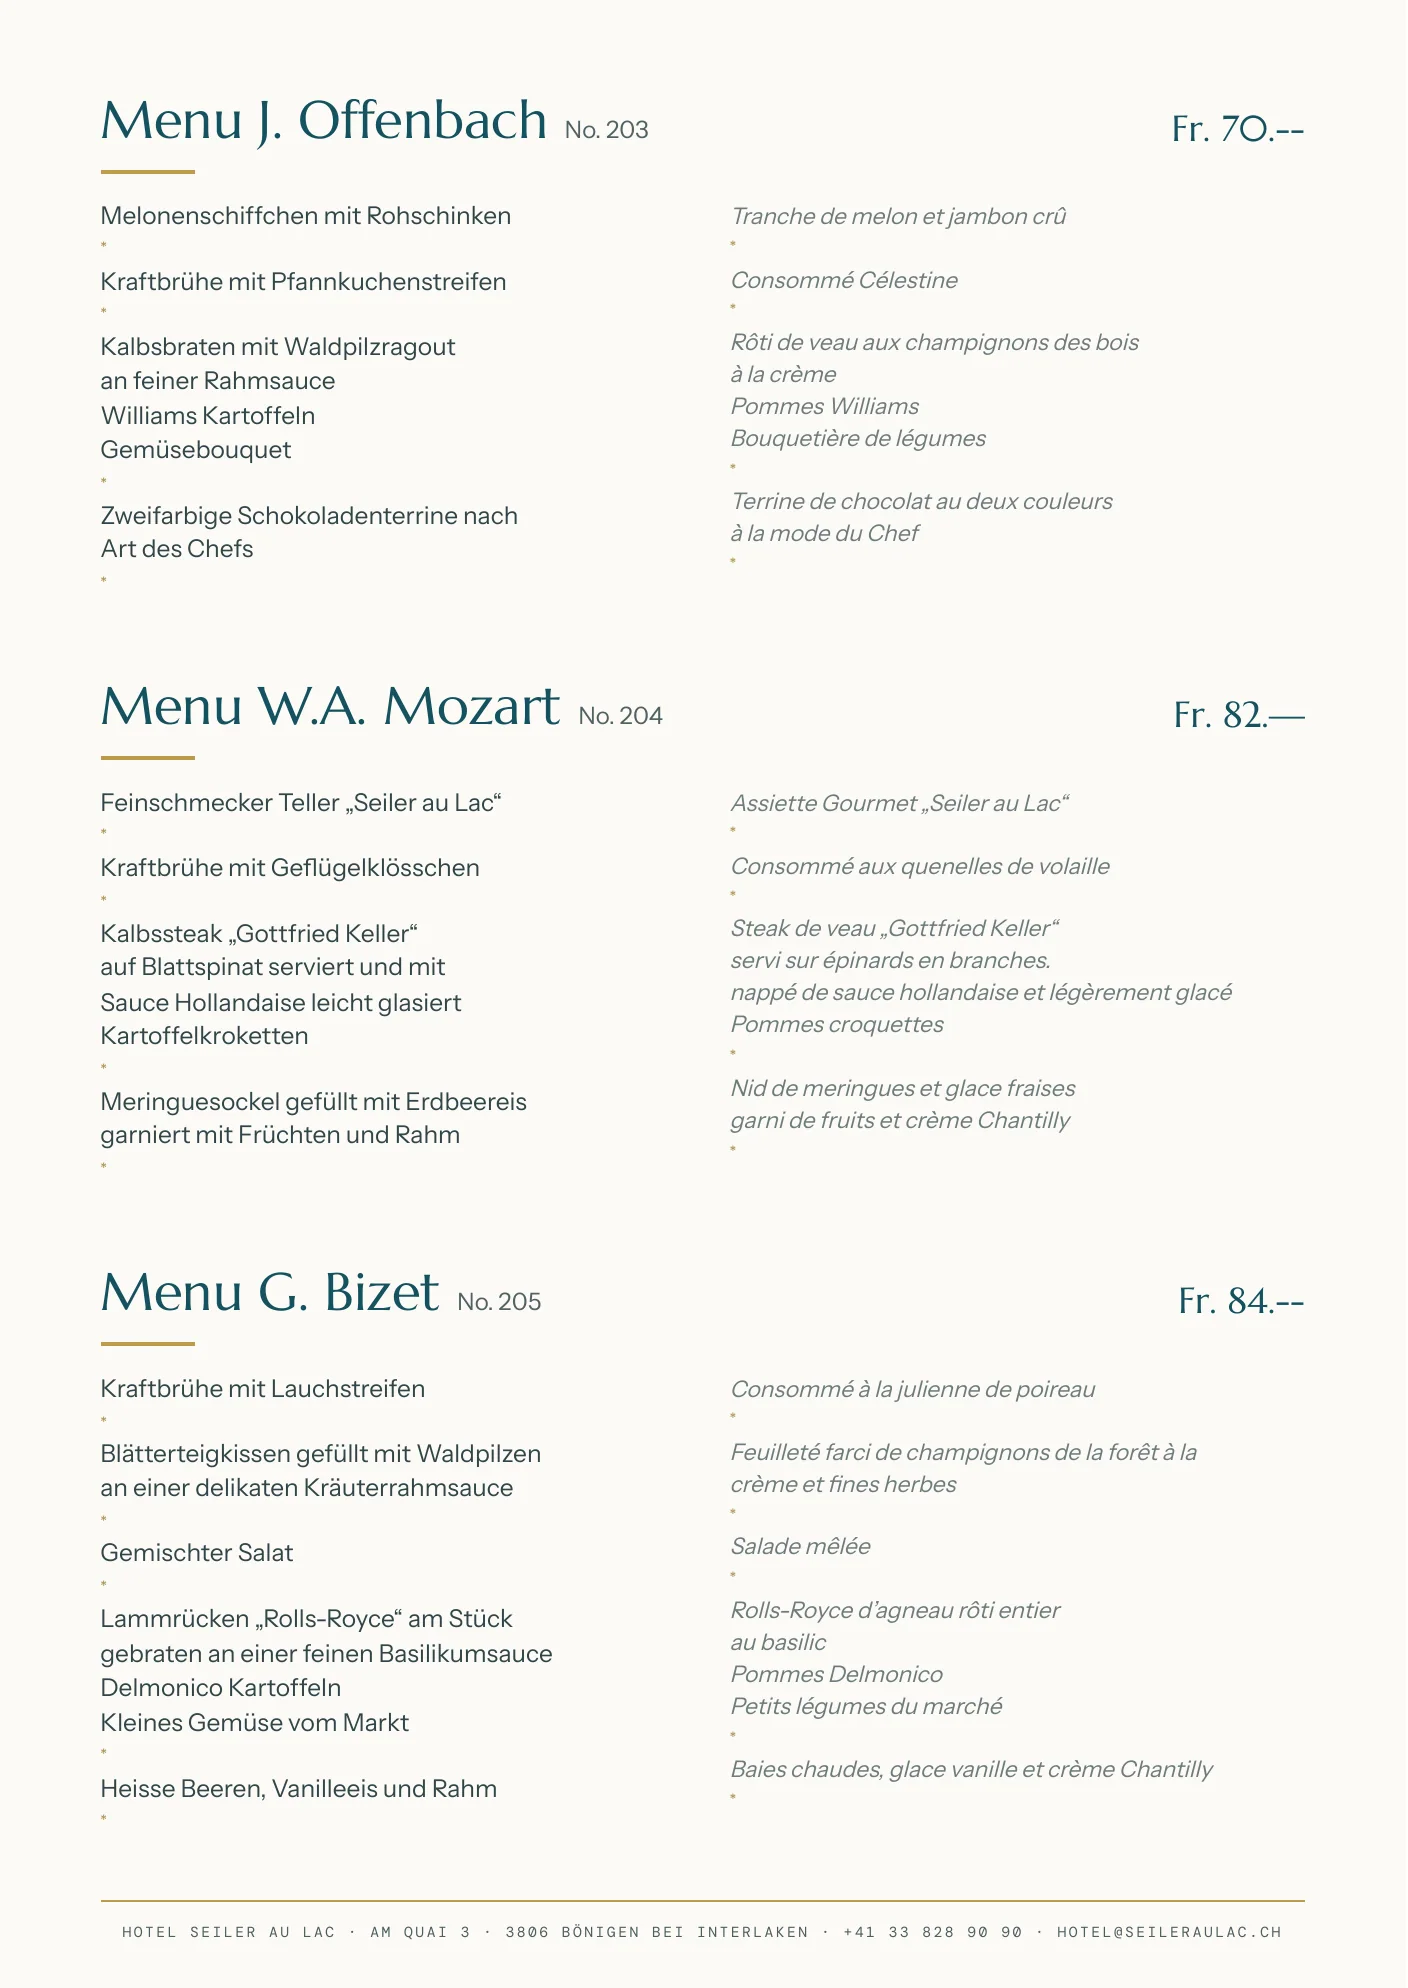 Menu J. Offenbach No. 203
Fr. 70.--
Melonenschiffchen mit Rohschinken
*
Kraftbrühe mit Pfannkuchenstreifen
*
Kalbsbraten mit Waldpilzragout
an feiner Rahmsauce
Williams Kartoffeln
Gemüsebouquet
*
Zweifarbige Schokoladenterrine nach
Art des Chefs
*
Tranche de melon et jambon crû
*
Consommé Célestine
*
Rôti de veau aux champignons des bois
à la crème
Pommes Williams
Bouquetière de légumes
*
Terrine de chocolat au deux couleurs
à la mode du Chef
*
Menu W.A. Mozart No. 204
Fr. 82.—
Feinschmecker Teller „Seiler au Lac“
*
Kraftbrühe mit Geflügelklösschen
*
Kalbssteak „Gottfried Keller“
auf Blattspinat serviert und mit
Sauce Hollandaise leicht glasiert
Kartoffelkroketten
*
Meringuesockel gefüllt mit Erdbeereis
garniert mit Früchten und Rahm
*
Assiette Gourmet „Seiler au Lac“
*
Consommé aux quenelles de volaille
*
Steak de veau „Gottfried Keller“
servi sur épinards en branches.
nappé de sauce hollandaise et légèrement glacé
Pommes croquettes
*
Nid de meringues et glace fraises
garni de fruits et crème Chantilly
*
Menu G. Bizet No. 205
Fr. 84.--
Kraftbrühe mit Lauchstreifen
*
Blätterteigkissen gefüllt mit Waldpilzen
an einer delikaten Kräuterrahmsauce
*
Gemischter Salat
*
Lammrücken „Rolls-Royce“ am Stück
gebraten an einer feinen Basilikumsauce
Delmonico Kartoffeln
Kleines Gemüse vom Markt
*
Heisse Beeren, Vanilleeis und Rahm
*
Consommé à la julienne de poireau
*
Feuilleté farci de champignons de la forêt à la
crème et fines herbes
*
Salade mêlée
*
Rolls-Royce d’agneau rôti entier
au basilic
Pommes Delmonico
Petits légumes du marché
*
Baies chaudes, glace vanille et crème Chantilly
*
HOTEL SEILER AU LAC · AM QUAI 3 · 3806 BÖNIGEN BEI INTERLAKEN · +41 33 828 90 90 · HOTEL@SEILERAULAC.CH